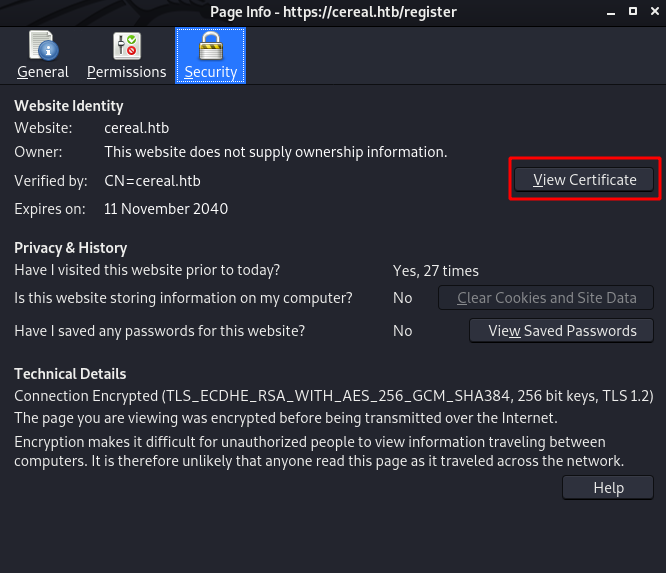 Page Info - https://cereal.htb/register
General Permissions Security
Website Identity
Website: cereal.htb
Owner: This website does not supply ownership information.
Verified by: CN=cereal.htb View Certificate
Expires on: 11 November 2040
Privacy & History
Have I visited this website prior to today? Yes, 27 times
Is this website storing information on my computer? No Clear Cookies and Site Data
Have I saved any passwords for this website? No View Saved Passwords
Technical Details
Connection Encrypted (TLS_ECDHE_RSA_WITH_AES_256_GCM_SHA384, 256 bit keys, TLS 1.2)
The page you are viewing was encrypted before being transmitted over the Internet.
Encryption makes it difficult for unauthorized people to view information traveling between
computers. It is therefore unlikely that anyone read this page as it traveled across the network.
Help